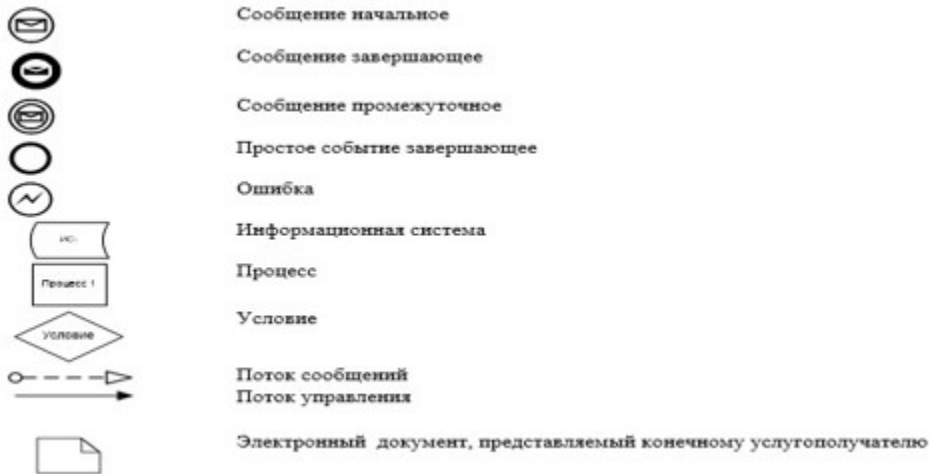 Сообщение начальное
Сообщение завершающее
Сообщение промежуточное
Простое событие завершающее
Ошибка
ИС-
Информационная система
Процесс 1
Процесс
Условие
Условие
Поток сообщений
Поток управления
Электронный документ, представляемый конечному услугополучателю